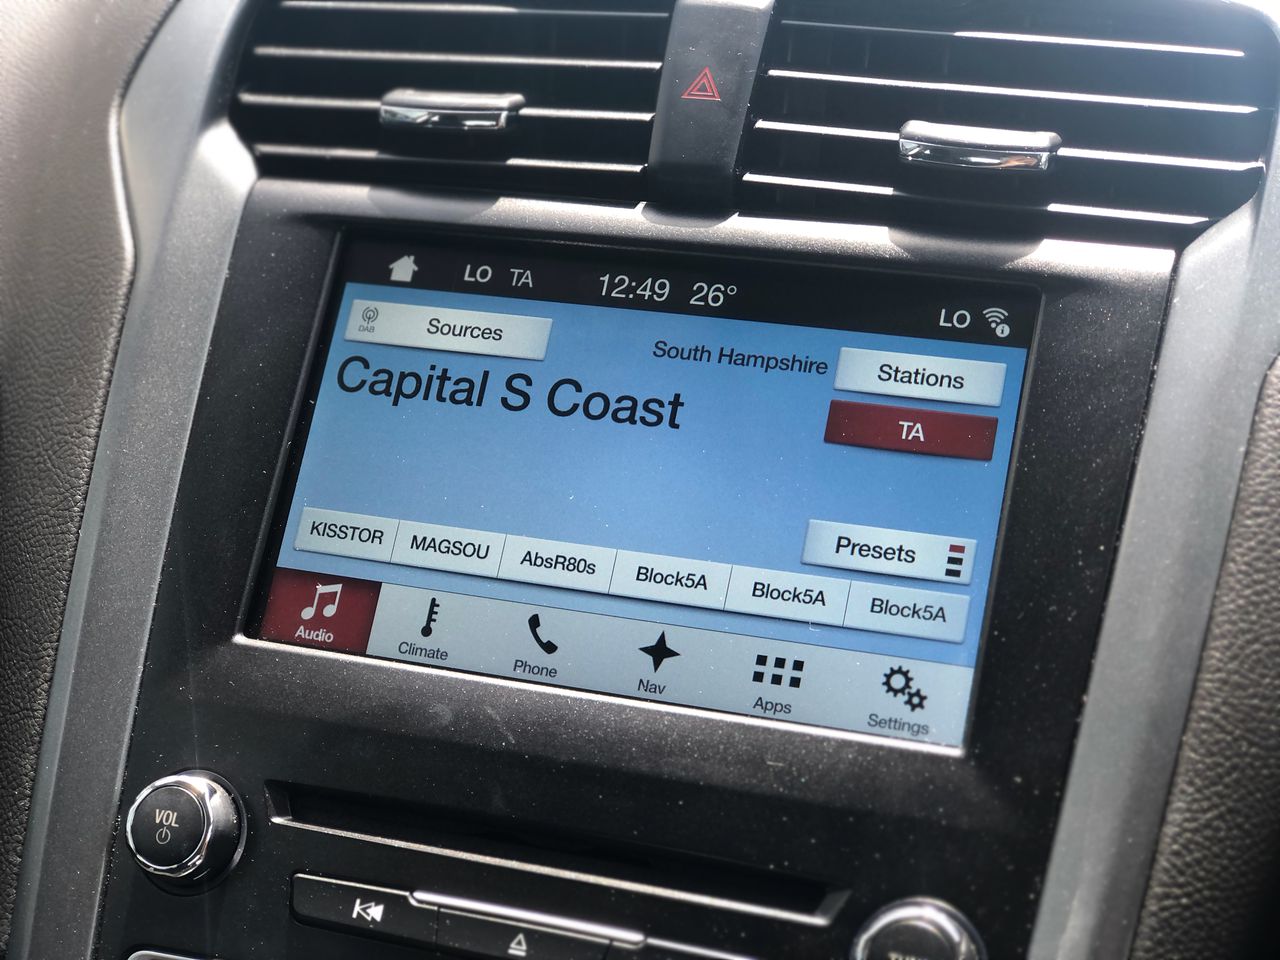 LO TA 12:49 26° LO
DAB Sources
South Hampshire Stations
Capital S Coast
TA
Presets
KISSTOR MAGSOU AbsR80s Block5A Block5A Block5A
Audio Climate Phone Nav Apps Settings
VOL